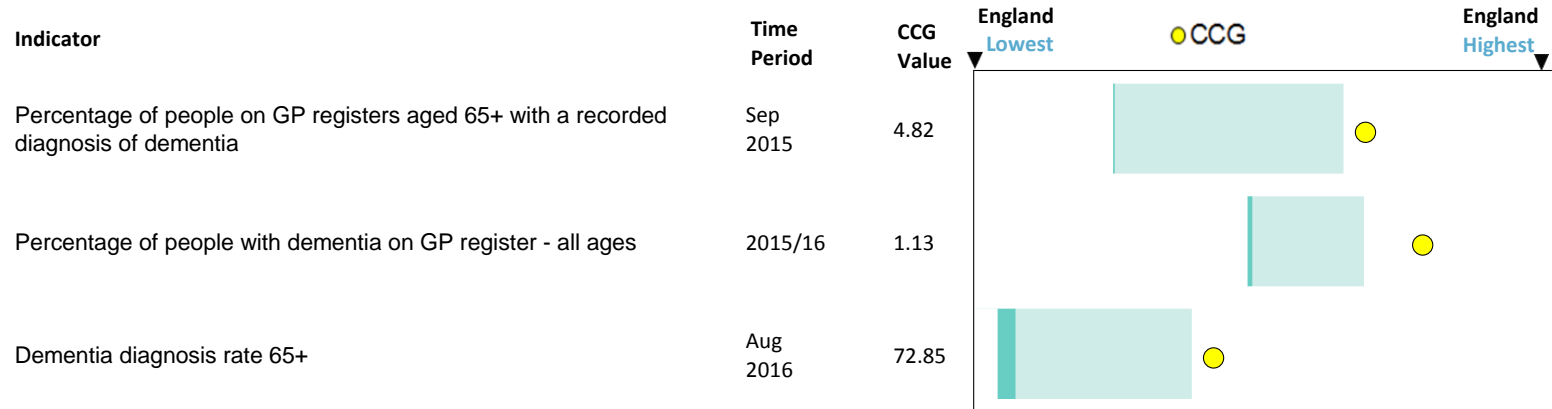 Indicator
Time
Period
CCG
Value
England
Lowest
CCG
England
Highest
Percentage of people on GP registers aged 65+ with a recorded
diagnosis of dementia
Sep
2015
4.82
Percentage of people with dementia on GP register - all ages
2015/16
1.13
Dementia diagnosis rate 65+
Aug
2016
72.85